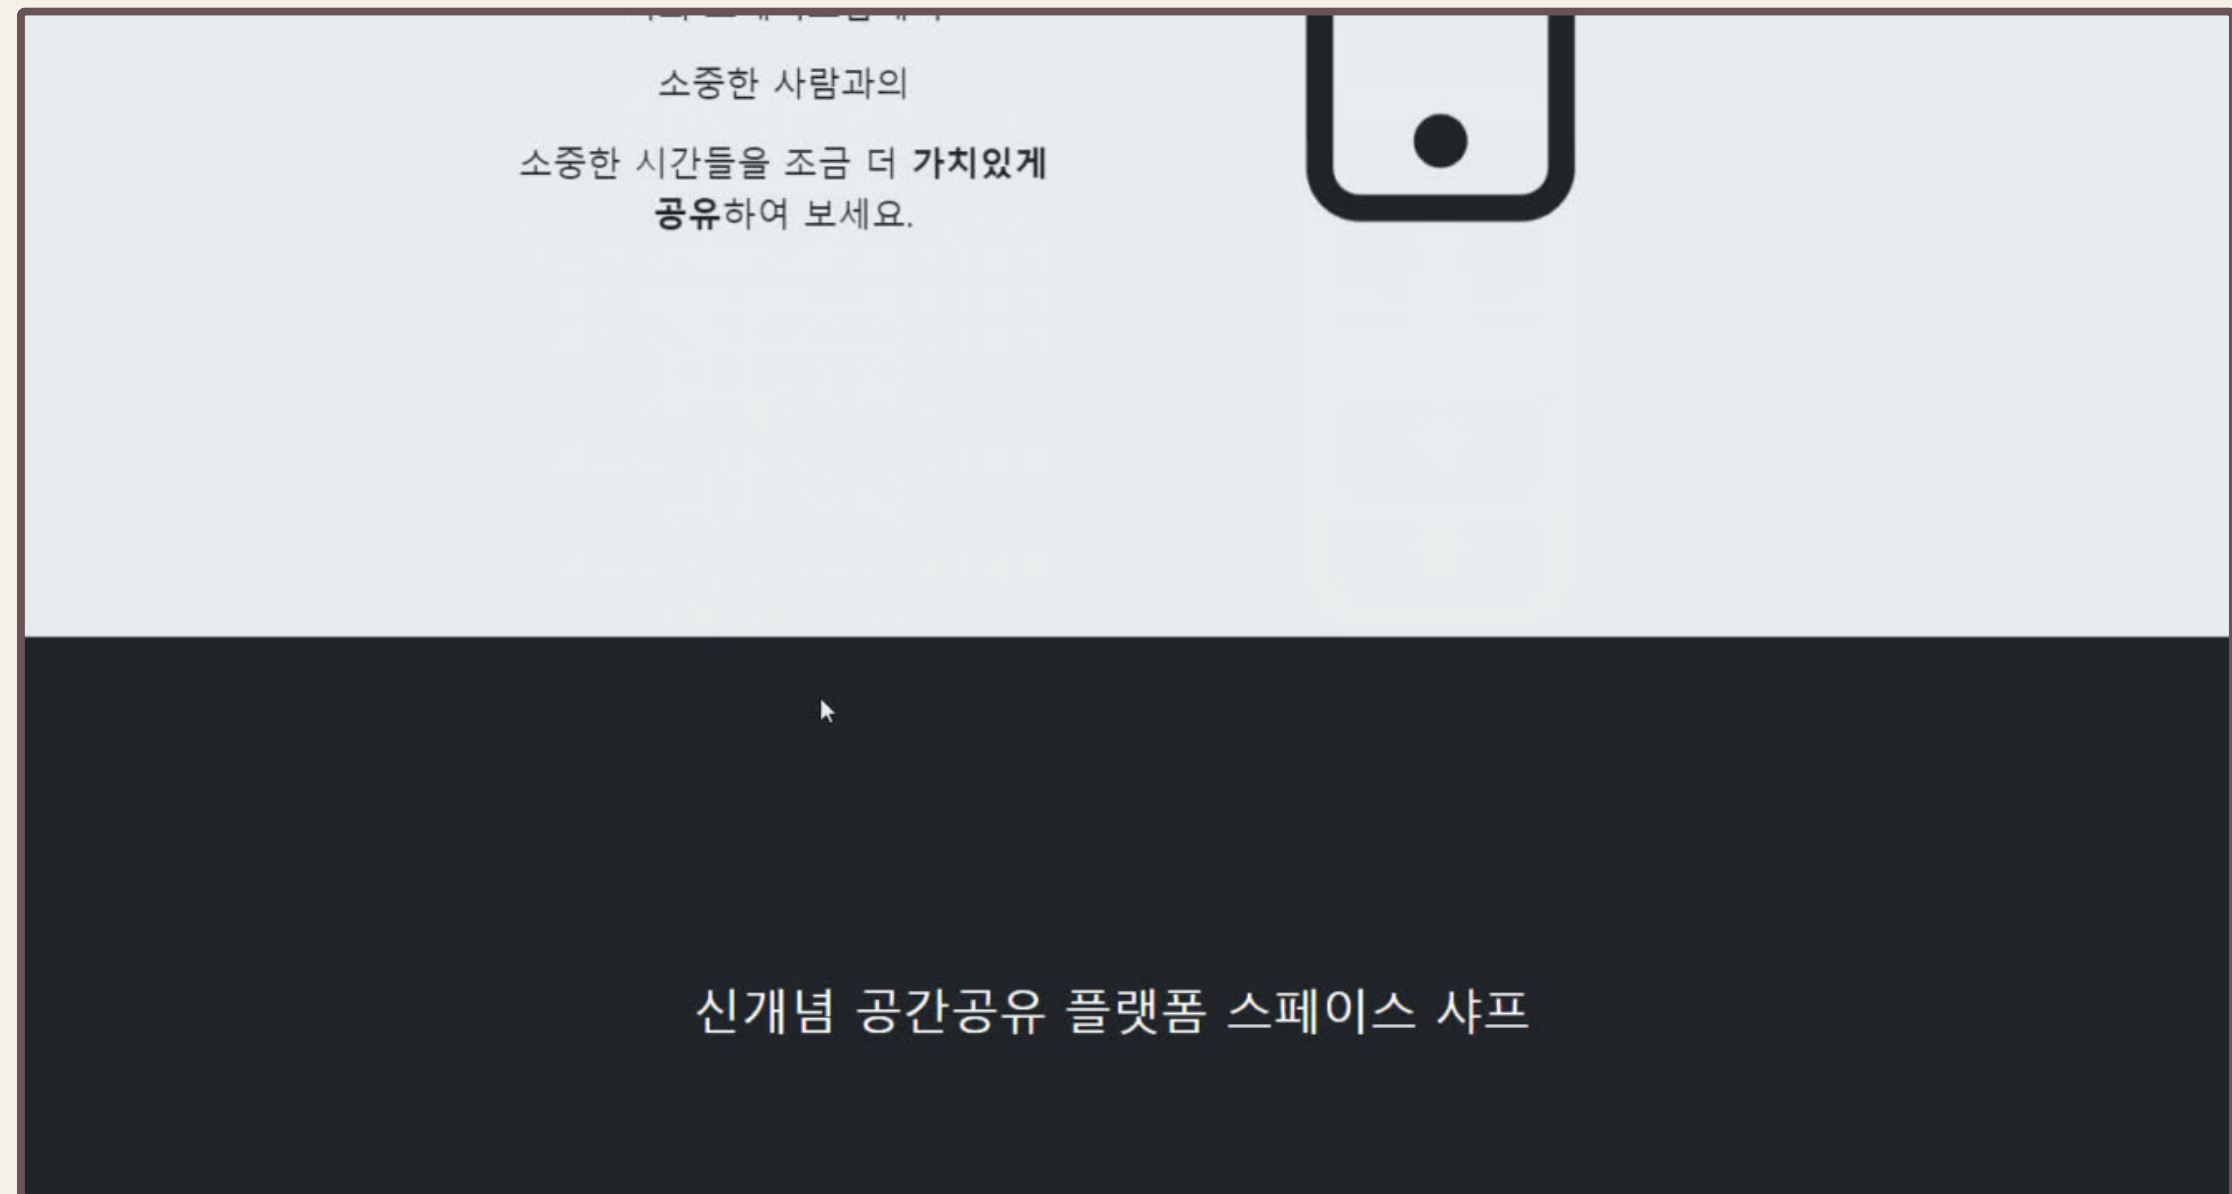 소중한 사람과의
소중한 시간들을 조금 더 가치있게
공유하여 보세요.
신개념 공간공유 플랫폼 스페이스 샤프